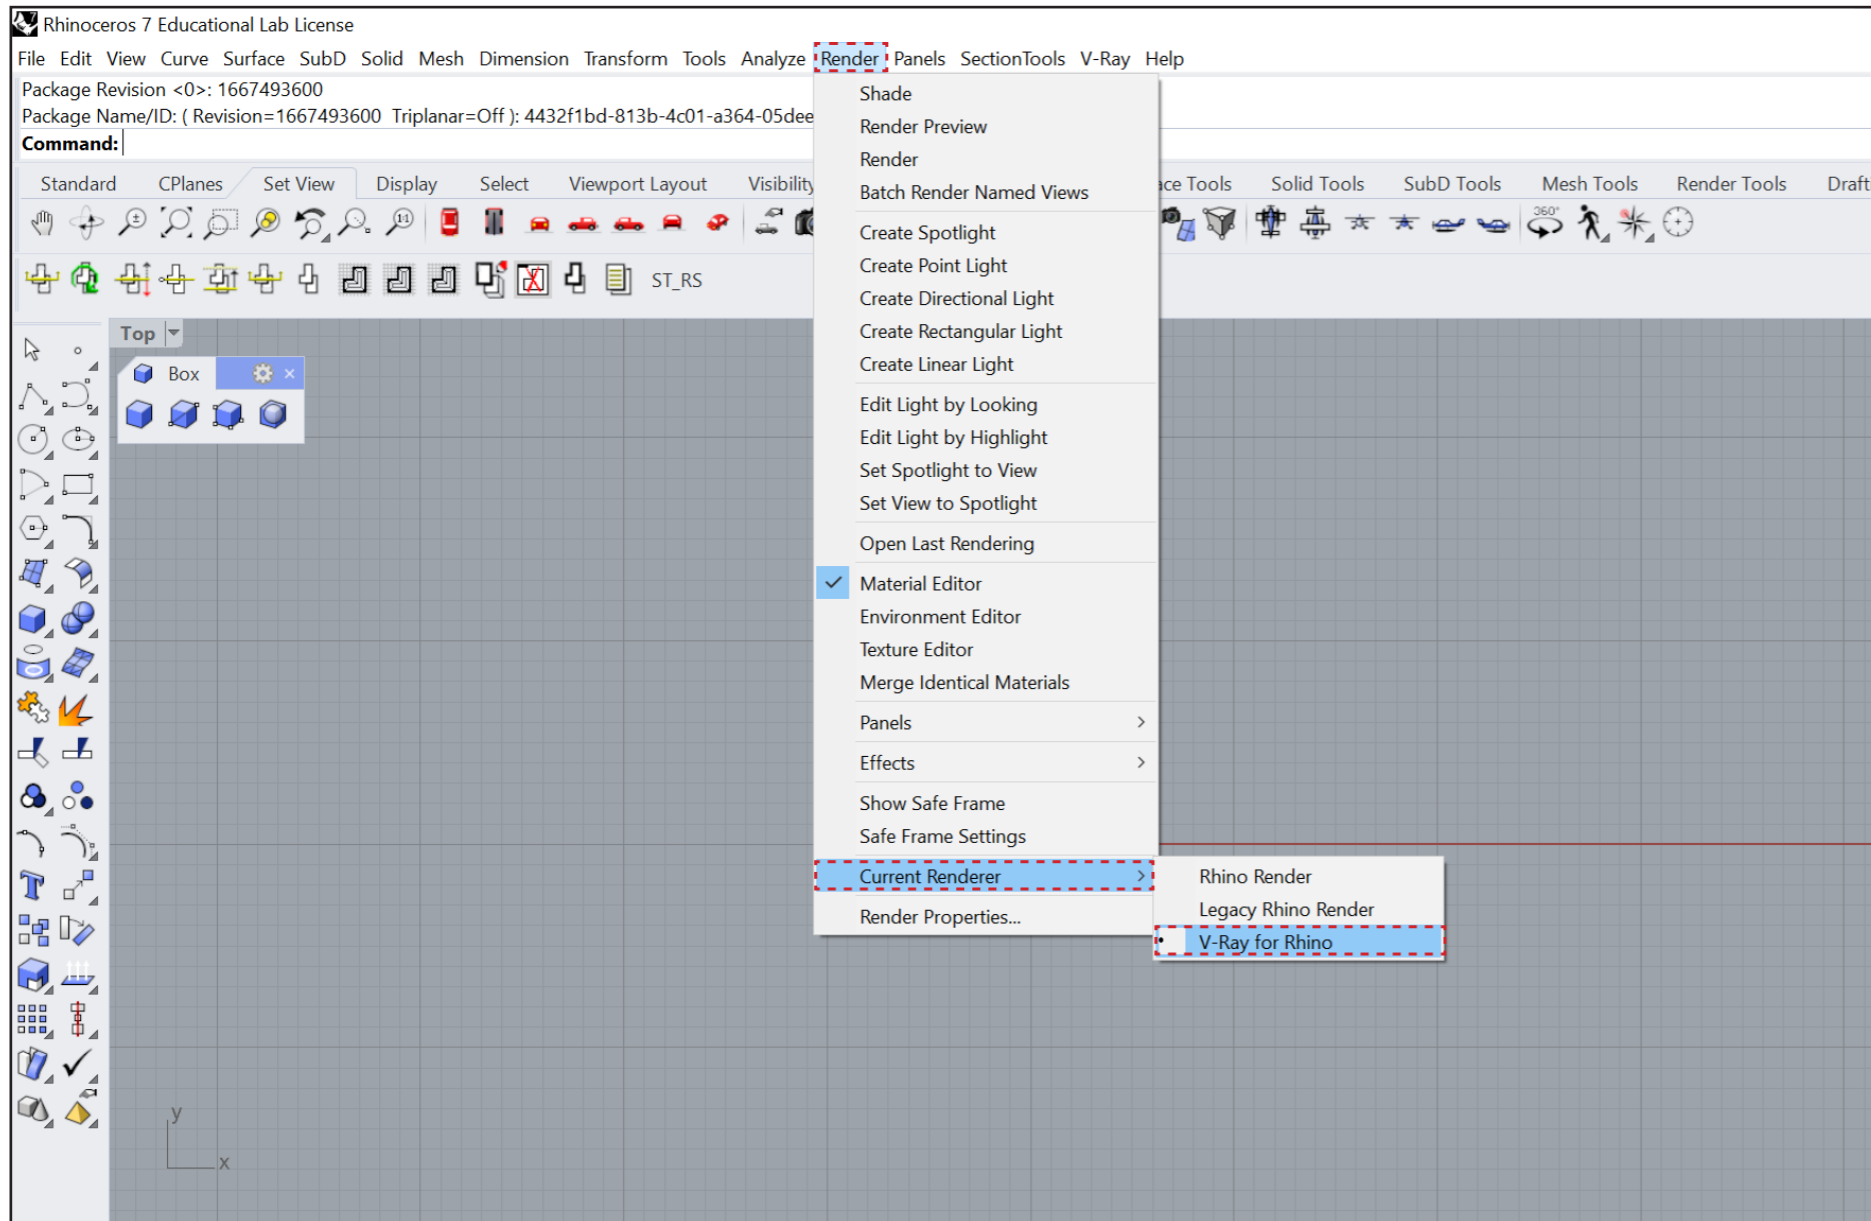 Rhinoceros 7 Educational Lab License
File Edit View Curve Surface SubD Solid Mesh Dimension Transform Tools Analyze Render Panels SectionTools V-Ray Help
Package Revision <0>: 1667493600
Package Name/ID: ( Revision=1667493600 Triplanar=Off ): 4432f1bd-813b-4c01-a364-05dee
Command:
Standard CPlanes Set View Display Select Viewport Layout Visibility ace Tools Solid Tools SubD Tools Mesh Tools Render Tools Draft
1:1
360°
ST_RS
Top
Box
Shade
Render Preview
Render
Batch Render Named Views
Create Spotlight
Create Point Light
Create Directional Light
Create Rectangular Light
Create Linear Light
Edit Light by Looking
Edit Light by Highlight
Set Spotlight to View
Set View to Spotlight
Open Last Rendering
Material Editor
Environment Editor
Texture Editor
Merge Identical Materials
Panels
Effects
Show Safe Frame
Safe Frame Settings
Current Renderer
Render Properties...
Rhino Render
Legacy Rhino Render
V-Ray for Rhino
y
x